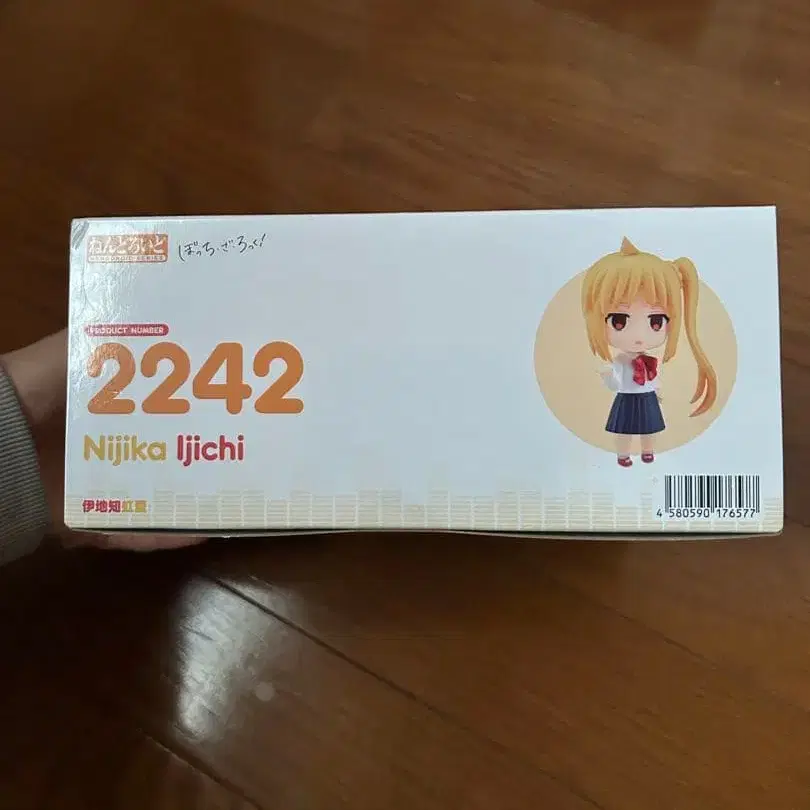 ねんどろいど
NENDOROID SERIES
ぼっち・ざ・ろっく!
PRODUCT NUMBER
2242
Nijika Ijichi
伊地知虹夏
4 580590 176577